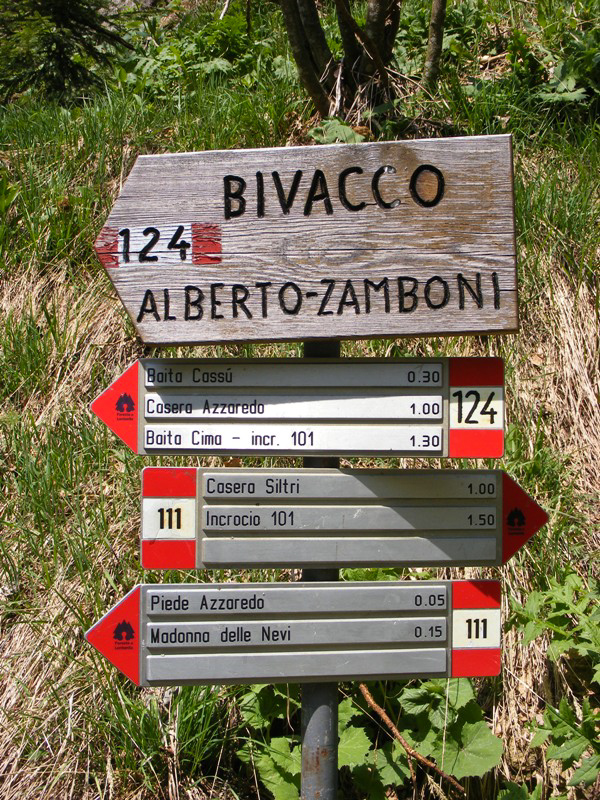 BIVACCO
124
ALBERTO-ZAMBONI
Baita Cassú 0.30
Casera Azzaredo 1.00
Baita Cima - incr. 101 1.30
124
111
Casera Siltri 1.00
Incrocio 101 1.50
Piede Azzaredo 0.05
Madonna delle Nevi 0.15
111